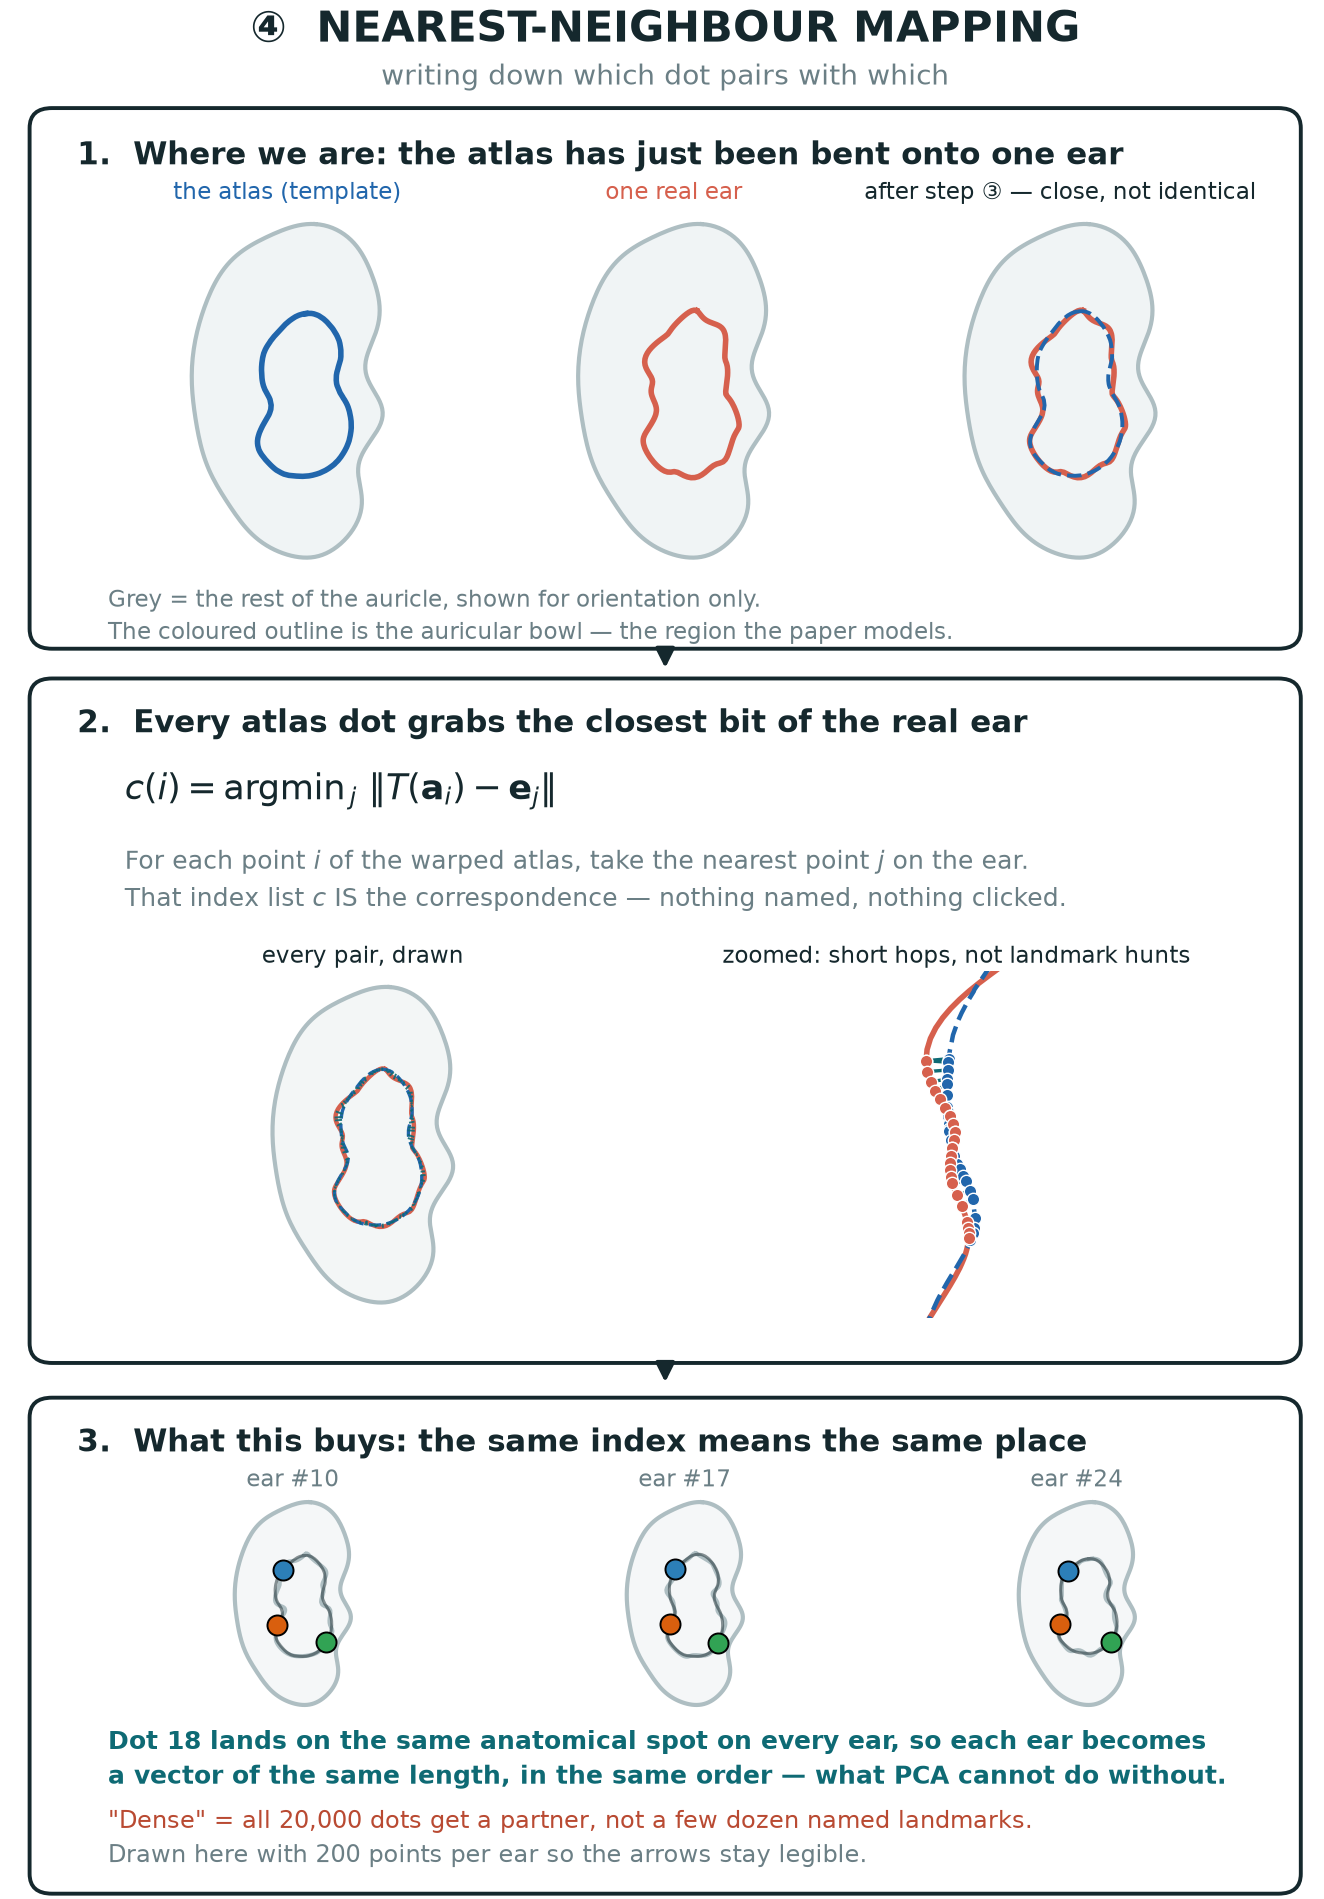 ④ NEAREST-NEIGHBOUR MAPPING
writing down which dot pairs with which
1. Where we are: the atlas has just been bent onto one ear
the atlas (template)
one real ear
after step ③ — close, not identical
Grey = the rest of the auricle, shown for orientation only.
The coloured outline is the auricular bowl — the region the paper models.
2. Every atlas dot grabs the closest bit of the real ear
c(i) = argmin_j ‖T(a_i) − e_j‖
For each point i of the warped atlas, take the nearest point j on the ear.
That index list c IS the correspondence — nothing named, nothing clicked.
every pair, drawn
zoomed: short hops, not landmark hunts
3. What this buys: the same index means the same place
ear #10
ear #17
ear #24
Dot 18 lands on the same anatomical spot on every ear, so each ear becomes
a vector of the same length, in the same order — what PCA cannot do without.
"Dense" = all 20,000 dots get a partner, not a few dozen named landmarks.
Drawn here with 200 points per ear so the arrows stay legible.